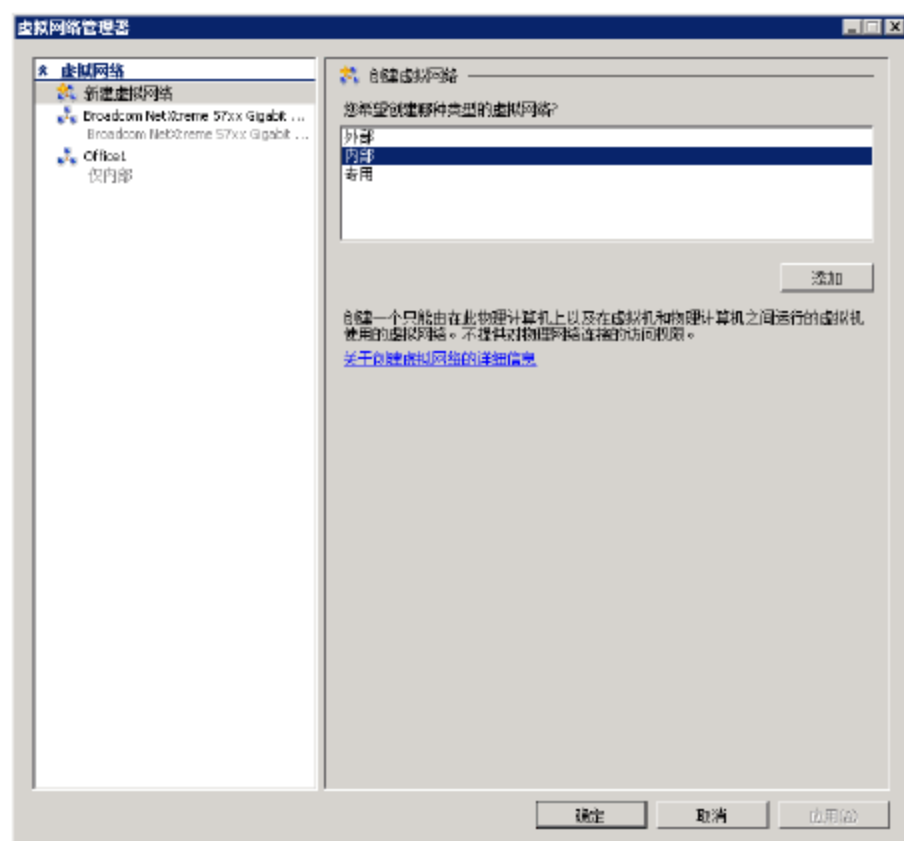 虚拟网络管理器
虚拟网络
新建虚拟网络
Broadcom NetXtreme 57xx Gigabit ...
Broadcom NetXtreme 57xx Gigabit ...
Office1
仅内部
创建虚拟网络
您希望创建哪种类型的虚拟网络?
外部
内部
专用
添加
创建一个只能由在此物理计算机上以及在虚拟机和物理计算机之间运行的虚拟机
使用的虚拟网络。不提供对物理网络连接的访问权限。
关于创建虚拟网络的详细信息
确定
取消
应用(A)